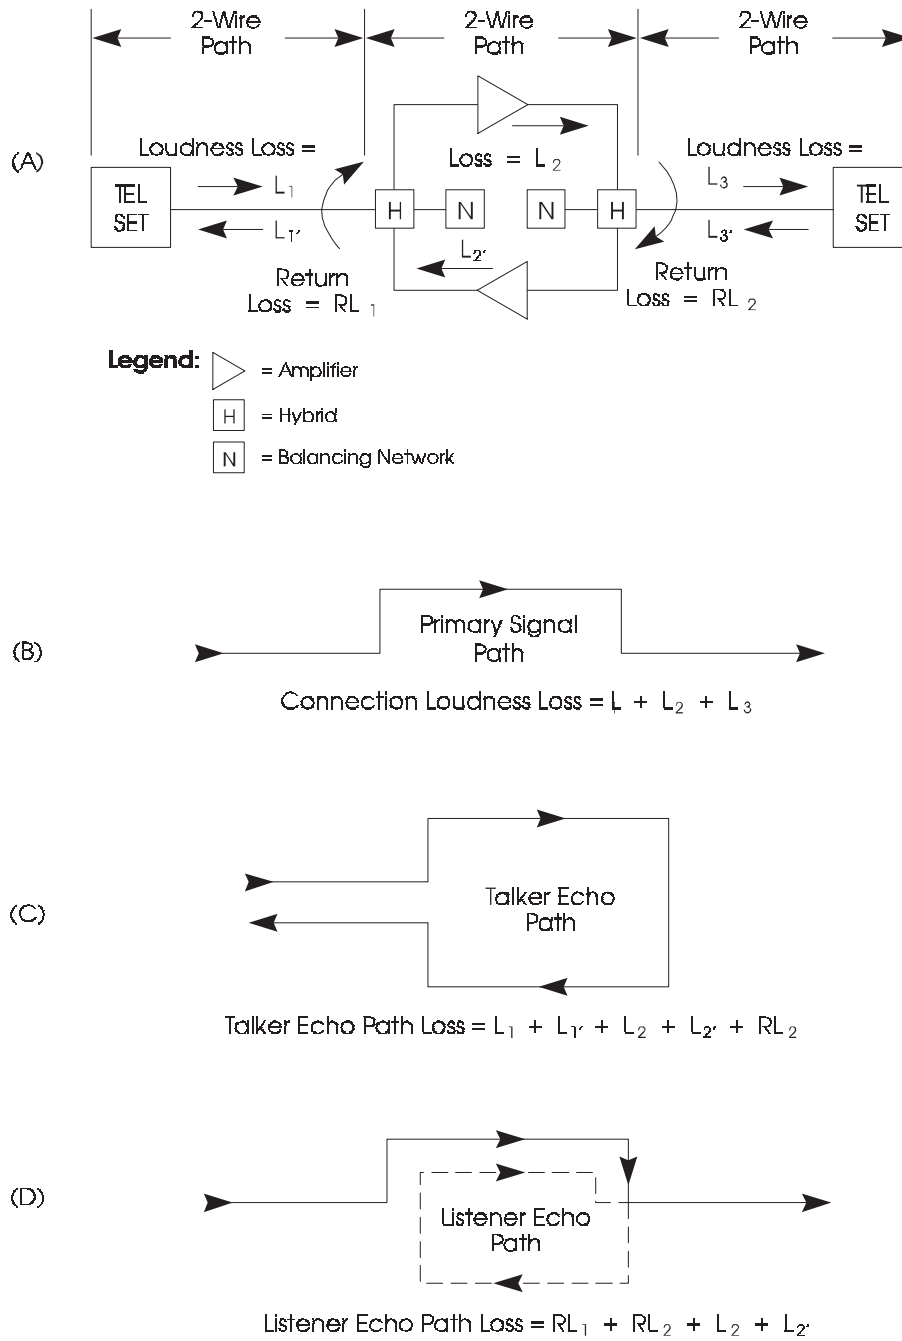 2-Wire Path
2-Wire Path
2-Wire Path
(A)
Loudness Loss =
Loss = L2
Loudness Loss =
TEL SET
L1
L1'
H
N
N
H
L3
L3'
TEL SET
L2'
Return Loss = RL1
Return Loss = RL2
Legend:
= Amplifier
H = Hybrid
N = Balancing Network
(B)
Primary Signal Path
Connection Loudness Loss = L + L2 + L3
(C)
Talker Echo Path
Talker Echo Path Loss = L1 + L1' + L2 + L2' + RL2
(D)
Listener Echo Path
Listener Echo Path Loss = RL1 + RL2 + L2 + L2'